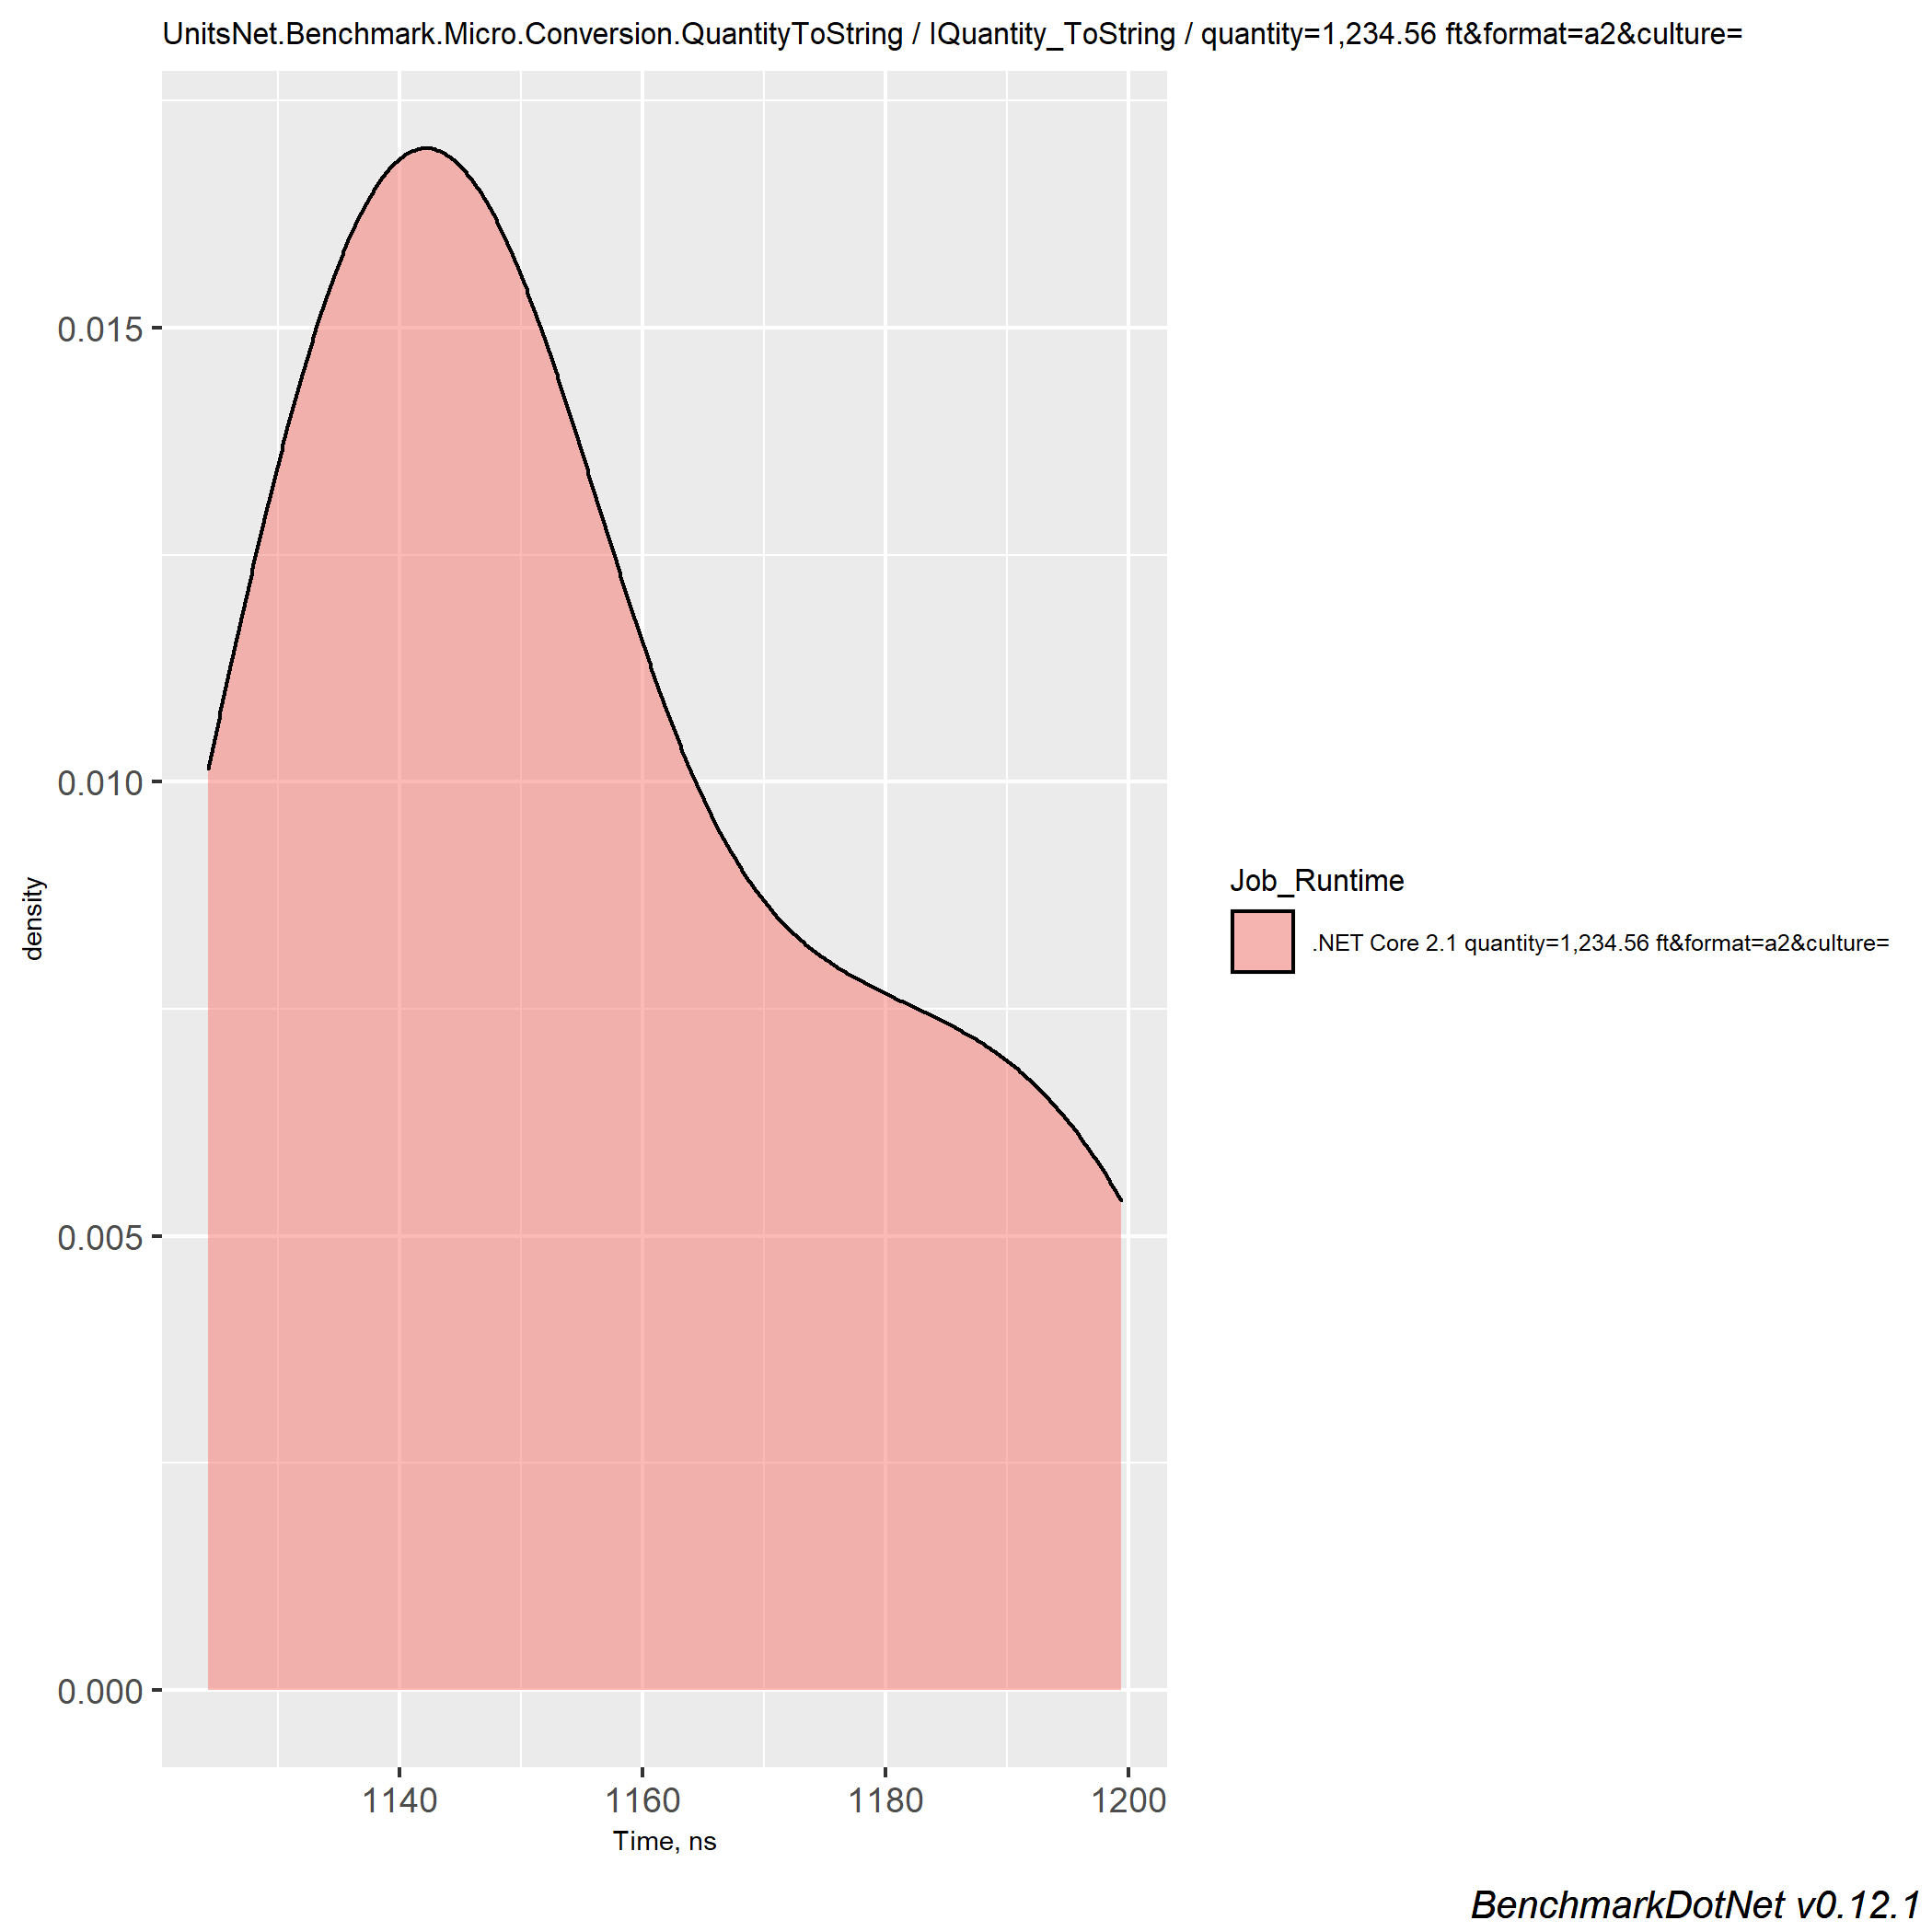 UnitsNet.Benchmark.Micro.Conversion.QuantityToString / IQuantity_ToString / quantity=1,234.56 ft&format=a2&culture=
0.015
0.010
0.005
0.000
density
1140 1160 1180 1200
Time, ns
Job_Runtime
.NET Core 2.1 quantity=1,234.56 ft&format=a2&culture=
BenchmarkDotNet v0.12.1